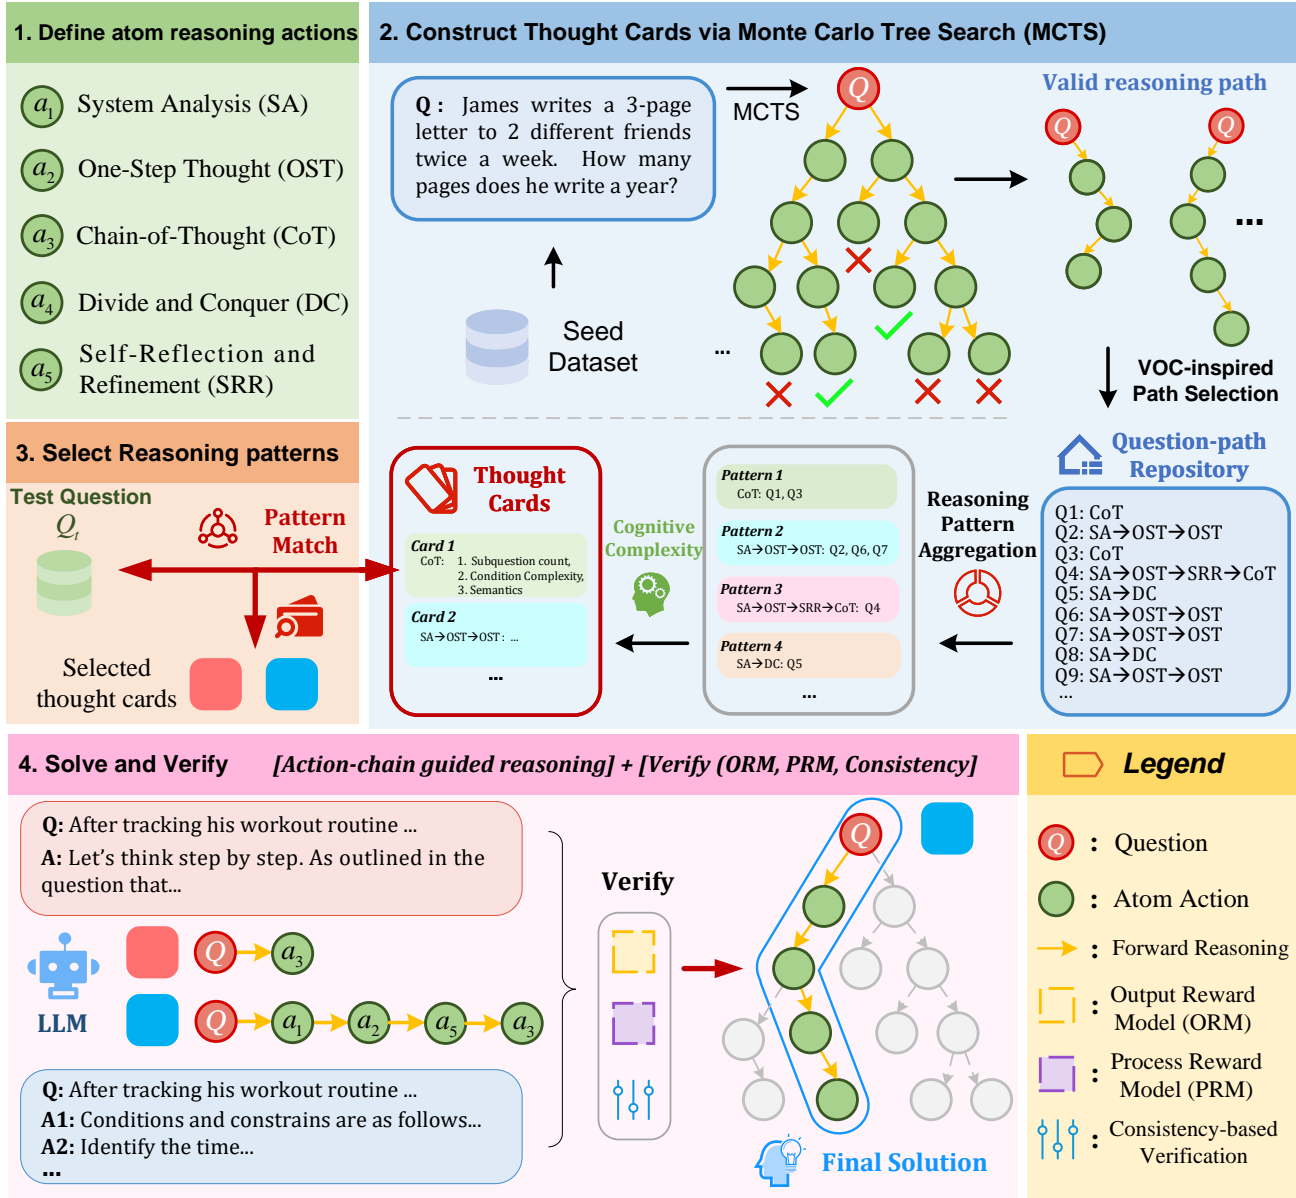 1. Define atom reasoning actions
a1 System Analysis (SA)
a2 One-Step Thought (OST)
a3 Chain-of-Thought (CoT)
a4 Divide and Conquer (DC)
a5 Self-Reflection and
Refinement (SRR)
2. Construct Thought Cards via Monte Carlo Tree Search (MCTS)
Q : James writes a 3-page
letter to 2 different friends
twice a week. How many
pages does he write a year?
MCTS
Q
Valid reasoning path
Q
Q
...
Seed
Dataset
...
VOC-inspired
Path Selection
Question-path
Repository
Q1: CoT
Q2: SA→OST→OST
Q3: CoT
Q4: SA→OST→SRR→CoT
Q5: SA→DC
Q6: SA→OST→OST
Q7: SA→OST→OST
Q8: SA→DC
Q9: SA→OST→OST
...
Reasoning
Pattern
Aggregation
Pattern 1
CoT: Q1, Q3
Pattern 2
SA→OST→OST: Q2, Q6, Q7
Pattern 3
SA→OST→SRR→CoT: Q4
Pattern 4
SA→DC: Q5
...
Cognitive
Complexity
Thought
Cards
Card 1
CoT: 1. Subquestion count,
2. Condition Complexity,
3. Semantics
Card 2
SA→OST→OST: ...
...
3. Select Reasoning patterns
Test Question
Qt
Pattern
Match
Selected
thought cards
4. Solve and Verify [Action-chain guided reasoning] + [Verify (ORM, PRM, Consistency]
Q: After tracking his workout routine ...
A: Let's think step by step. As outlined in the
question that...
LLM
Q a3
Q a1 a2 a5 a3
Q: After tracking his workout routine ...
A1: Conditions and constrains are as follows...
A2: Identify the time...
...
Verify
Q
Final Solution
Legend
Q : Question
: Atom Action
: Forward Reasoning
: Output Reward
Model (ORM)
: Process Reward
Model (PRM)
: Consistency-based
Verification